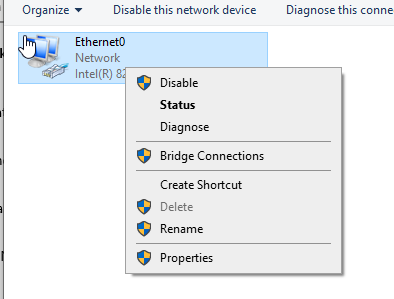 Organize Disable this network device Diagnose this conne
Ethernet0
Network
Intel(R) 82
Disable
Status
Diagnose
Bridge Connections
Create Shortcut
Delete
Rename
Properties